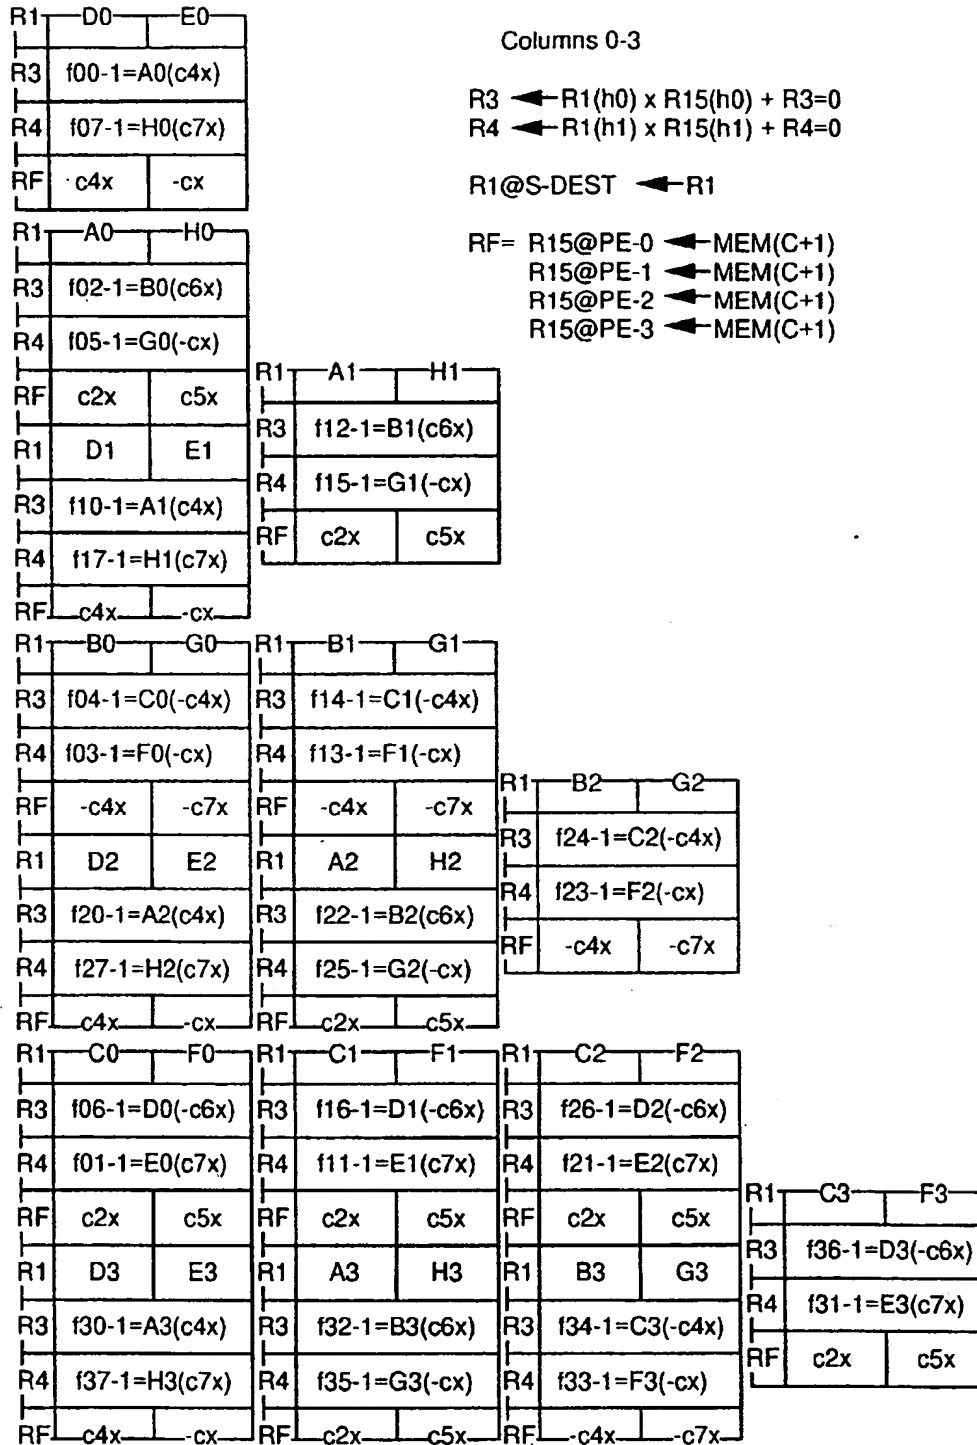 Columns 0-3
R3 ← R1(h0) x R15(h0) + R3=0
R4 ← R1(h1) x R15(h1) + R4=0
R1@S-DEST ← R1
RF= R15@PE-0 ← MEM(C+1)
R15@PE-1 ← MEM(C+1)
R15@PE-2 ← MEM(C+1)
R15@PE-3 ← MEM(C+1)
R1 D0 E0
R3 f00-1=A0(c4x)
R4 f07-1=H0(c7x)
RF c4x -cx
R1 A0 H0
R3 f02-1=B0(c6x)
R4 f05-1=G0(-cx)
RF c2x c5x
R1 D1 E1
R3 f10-1=A1(c4x)
R4 f17-1=H1(c7x)
RF c4x -cx
R1 A1 H1
R3 f12-1=B1(c6x)
R4 f15-1=G1(-cx)
RF c2x c5x
R1 B0 G0
R3 f04-1=C0(-c4x)
R4 f03-1=F0(-cx)
RF -c4x -c7x
R1 D2 E2
R3 f20-1=A2(c4x)
R4 f27-1=H2(c7x)
RF c4x -cx
R1 B1 G1
R3 f14-1=C1(-c4x)
R4 f13-1=F1(-cx)
RF -c4x -c7x
R1 A2 H2
R3 f22-1=B2(c6x)
R4 f25-1=G2(-cx)
RF c2x c5x
R1 B2 G2
R3 f24-1=C2(-c4x)
R4 f23-1=F2(-cx)
RF -c4x -c7x
R1 C0 F0
R3 f06-1=D0(-c6x)
R4 f01-1=E0(c7x)
RF c2x c5x
R1 D3 E3
R3 f30-1=A3(c4x)
R4 f37-1=H3(c7x)
RF c4x -cx
R1 C1 F1
R3 f16-1=D1(-c6x)
R4 f11-1=E1(c7x)
RF c2x c5x
R1 A3 H3
R3 f32-1=B3(c6x)
R4 f35-1=G3(-cx)
RF c2x c5x
R1 C2 F2
R3 f26-1=D2(-c6x)
R4 f21-1=E2(c7x)
RF c2x c5x
R1 B3 G3
R3 f34-1=C3(-c4x)
R4 f33-1=F3(-cx)
RF -c4x -c7x
R1 C3 F3
R3 f36-1=D3(-c6x)
R4 f31-1=E3(c7x)
RF c2x c5x